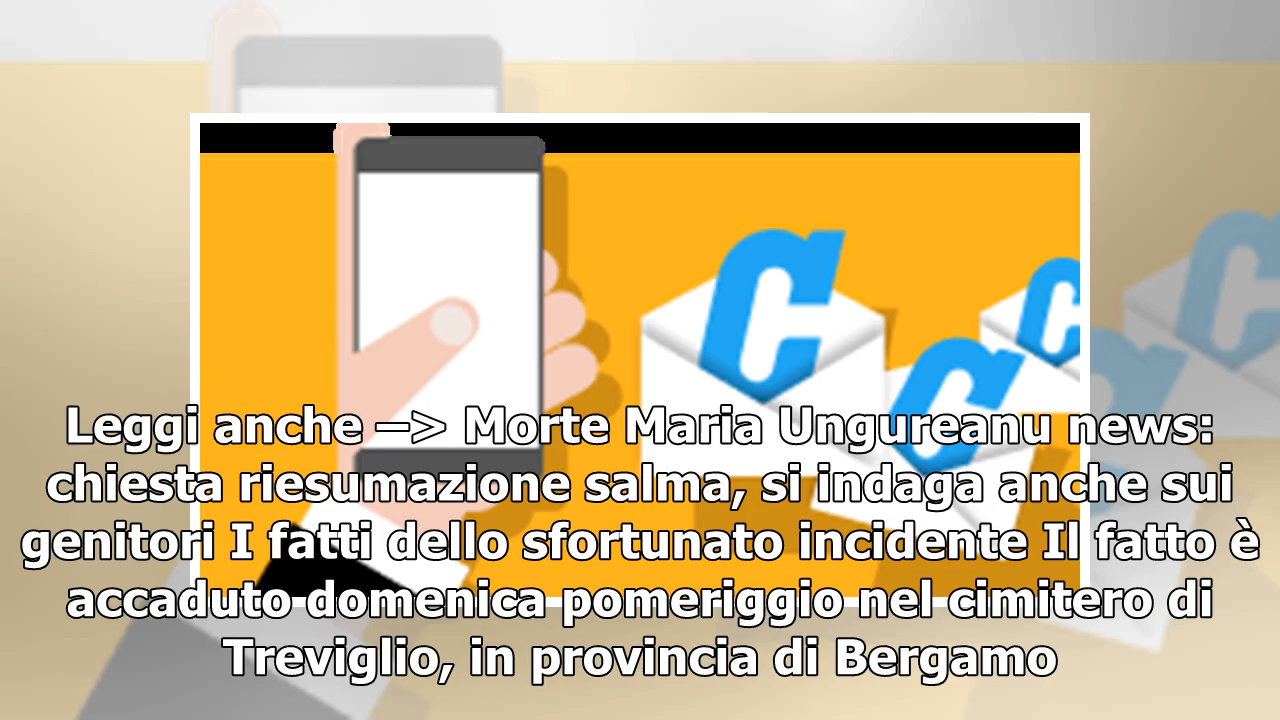 C
C
C
Leggi anche —> Morte Maria Ungureanu news:
chiesta riesumazione salma, si indaga anche sui
genitori I fatti dello sfortunato incidente Il fatto è
accaduto domenica pomeriggio nel cimitero di
Treviglio, in provincia di Bergamo